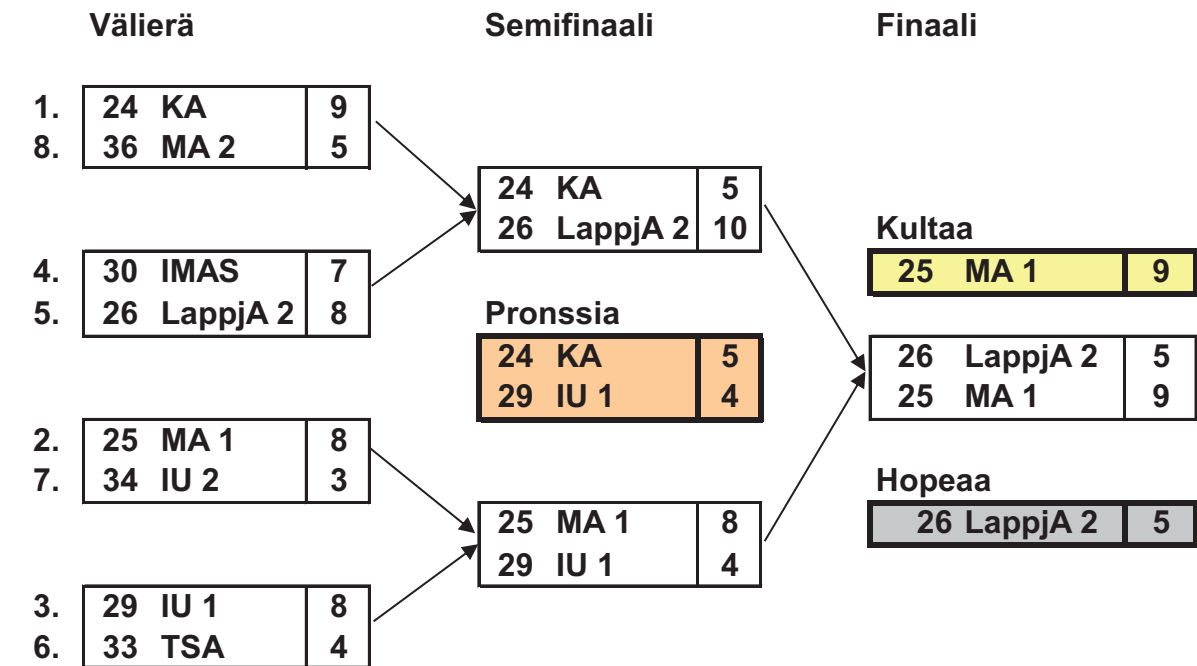 Välierä
1. 24 KA 9
8. 36 MA 2 5
4. 30 IMAS 7
5. 26 LappjA 2 8
2. 25 MA 1 8
7. 34 IU 2 3
3. 29 IU 1 8
6. 33 TSA 4
Semifinaali
24 KA 5
26 LappjA 2 10
Pronssia
24 KA 5
29 IU 1 4
25 MA 1 8
29 IU 1 4
Finaali
Kultaa
25 MA 1 9
26 LappjA 2 5
25 MA 1 9
Hopeaa
26 LappjA 2 5